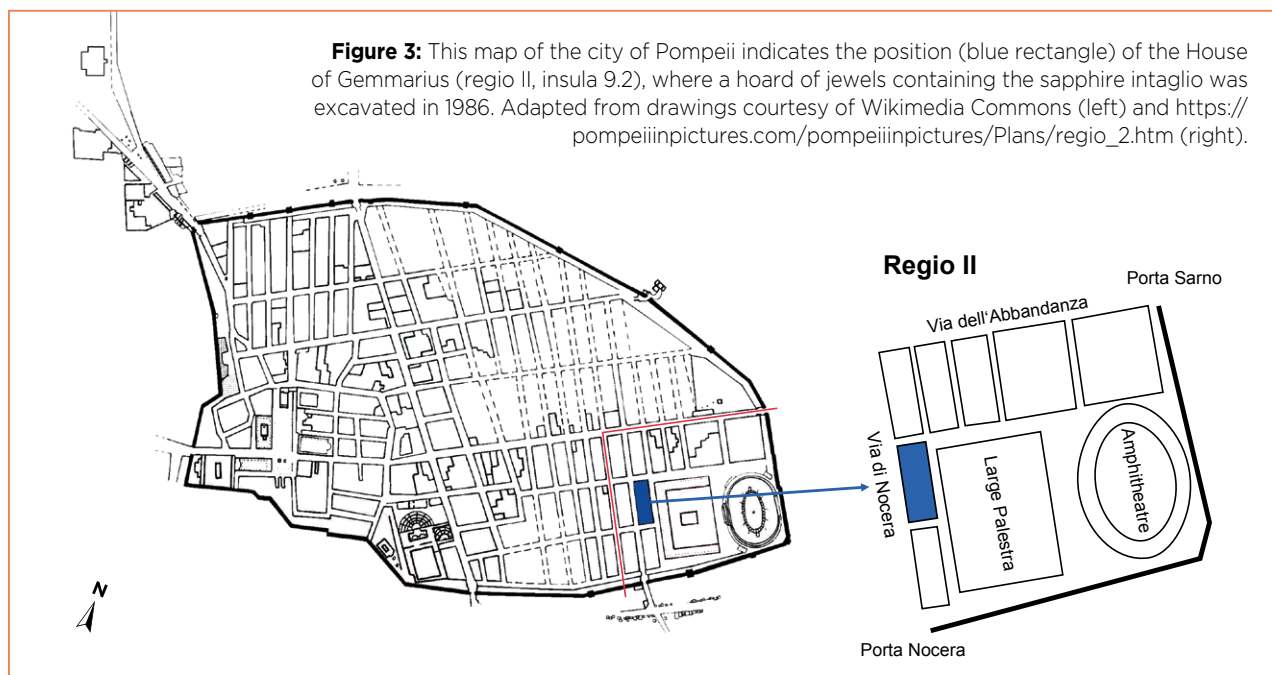 Figure 3: This map of the city of Pompeii indicates the position (blue rectangle) of the House
of Gemmarius (regio II, insula 9.2), where a hoard of jewels containing the sapphire intaglio was
excavated in 1986. Adapted from drawings courtesy of Wikimedia Commons (left) and https://
pompeiiinpictures.com/pompeiiinpictures/Plans/regio_2.htm (right).
Regio II
Porta Sarno
Via dell'Abbandanza
Via di Nocera
Large Palestra
Amphitheatre
Porta Nocera
N